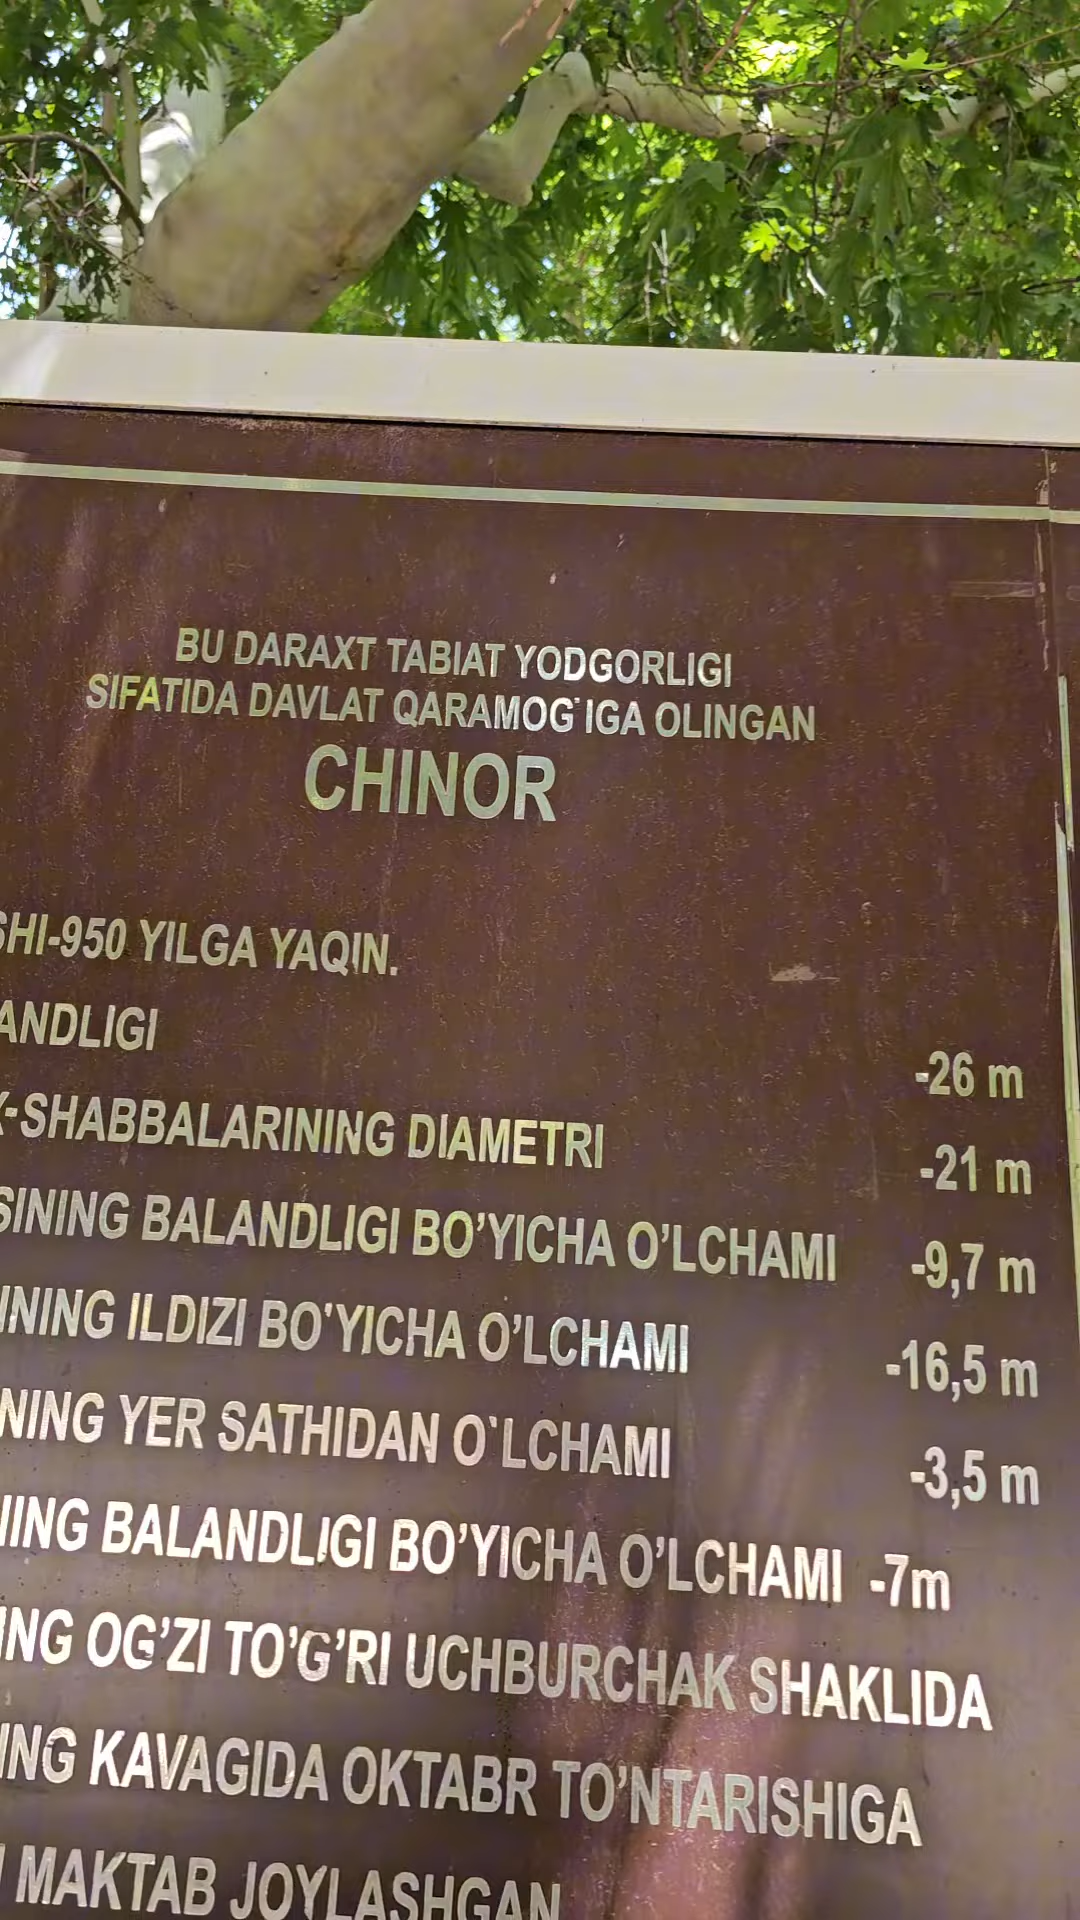 BU DARAXT TABIAT YODGORLIGI
SIFATIDA DAVLAT QARAMOG`IGA OLINGAN
CHINOR
SHI-950 YILGA YAQIN.
ANDLIGI -26 m
-SHABBALARINING DIAMETRI -21 m
SINING BALANDLIGI BO’YICHA O’LCHAMI -9,7 m
INING ILDIZI BO’YICHA O’LCHAMI -16,5 m
NING YER SATHIDAN O`LCHAMI -3,5 m
NING BALANDLIGI BO’YICHA O’LCHAMI -7m
ING OG’ZI TO’G’RI UCHBURCHAK SHAKLIDA
ING KAVAGIDA OKTABR TO’NTARISHIGA
MAKTAB JOYLASHGAN